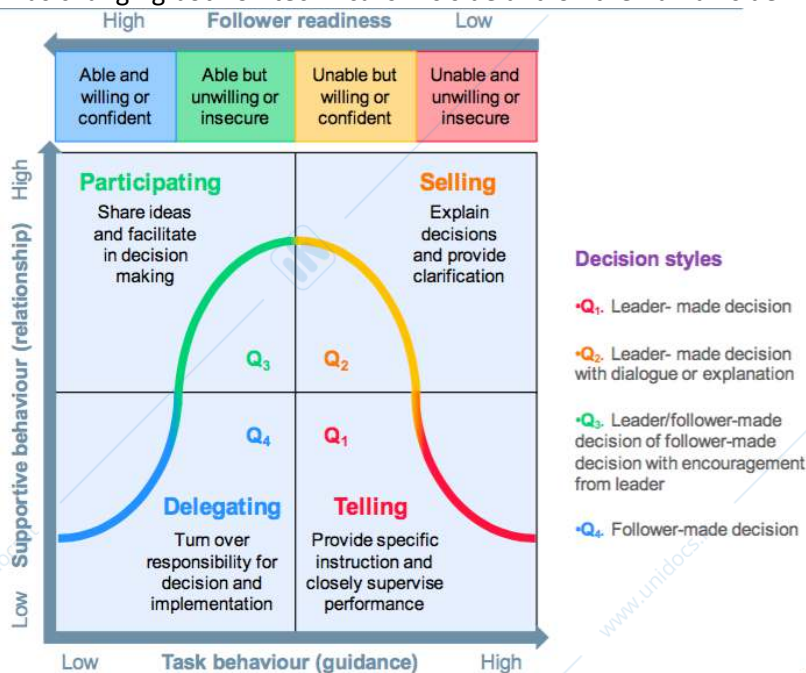 High Follower readiness Low
Able and
willing or
confident
Able but
unwilling or
insecure
Unable but
willing or
confident
Unable and
unwilling or
insecure
High
Supportive behaviour (relationship)
Low
Participating
Share ideas
and facilitate
in decision
making
Selling
Explain
decisions
and provide
clarification
Q3
Q2
Q4
Q1
Delegating
Turn over
responsibility for
decision and
implementation
Telling
Provide specific
instruction and
closely supervise
performance
Low Task behaviour (guidance) High
Decision styles
•Q1. Leader- made decision
•Q2. Leader- made decision
with dialogue or explanation
•Q3. Leader/follower-made
decision of follower-made
decision with encouragement
from leader
•Q4. Follower-made decision
www.unidocs.